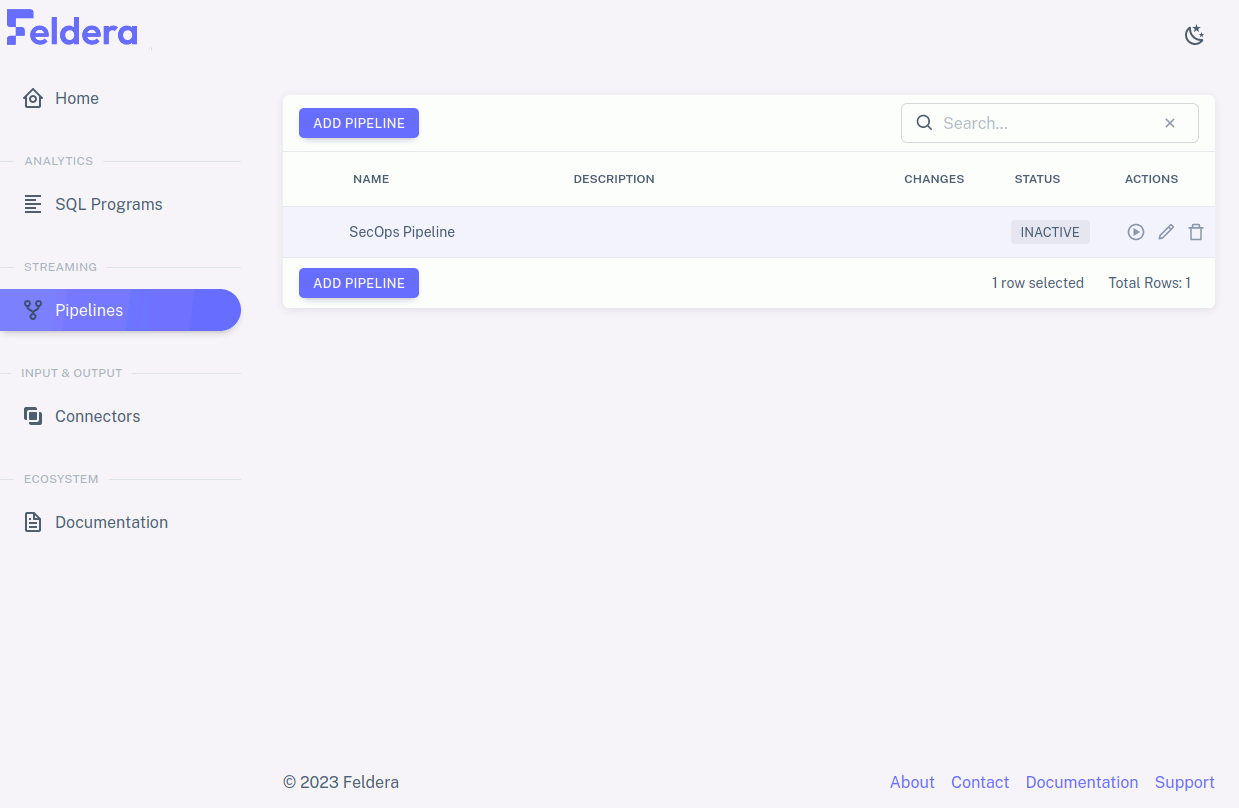 Feldera
Home
ANALYTICS
SQL Programs
STREAMING
Pipelines
INPUT & OUTPUT
Connectors
ECOSYSTEM
Documentation
ADD PIPELINE
Search...
NAME DESCRIPTION CHANGES STATUS ACTIONS
SecOps Pipeline INACTIVE
ADD PIPELINE 1 row selected Total Rows: 1
© 2023 Feldera About Contact Documentation Support